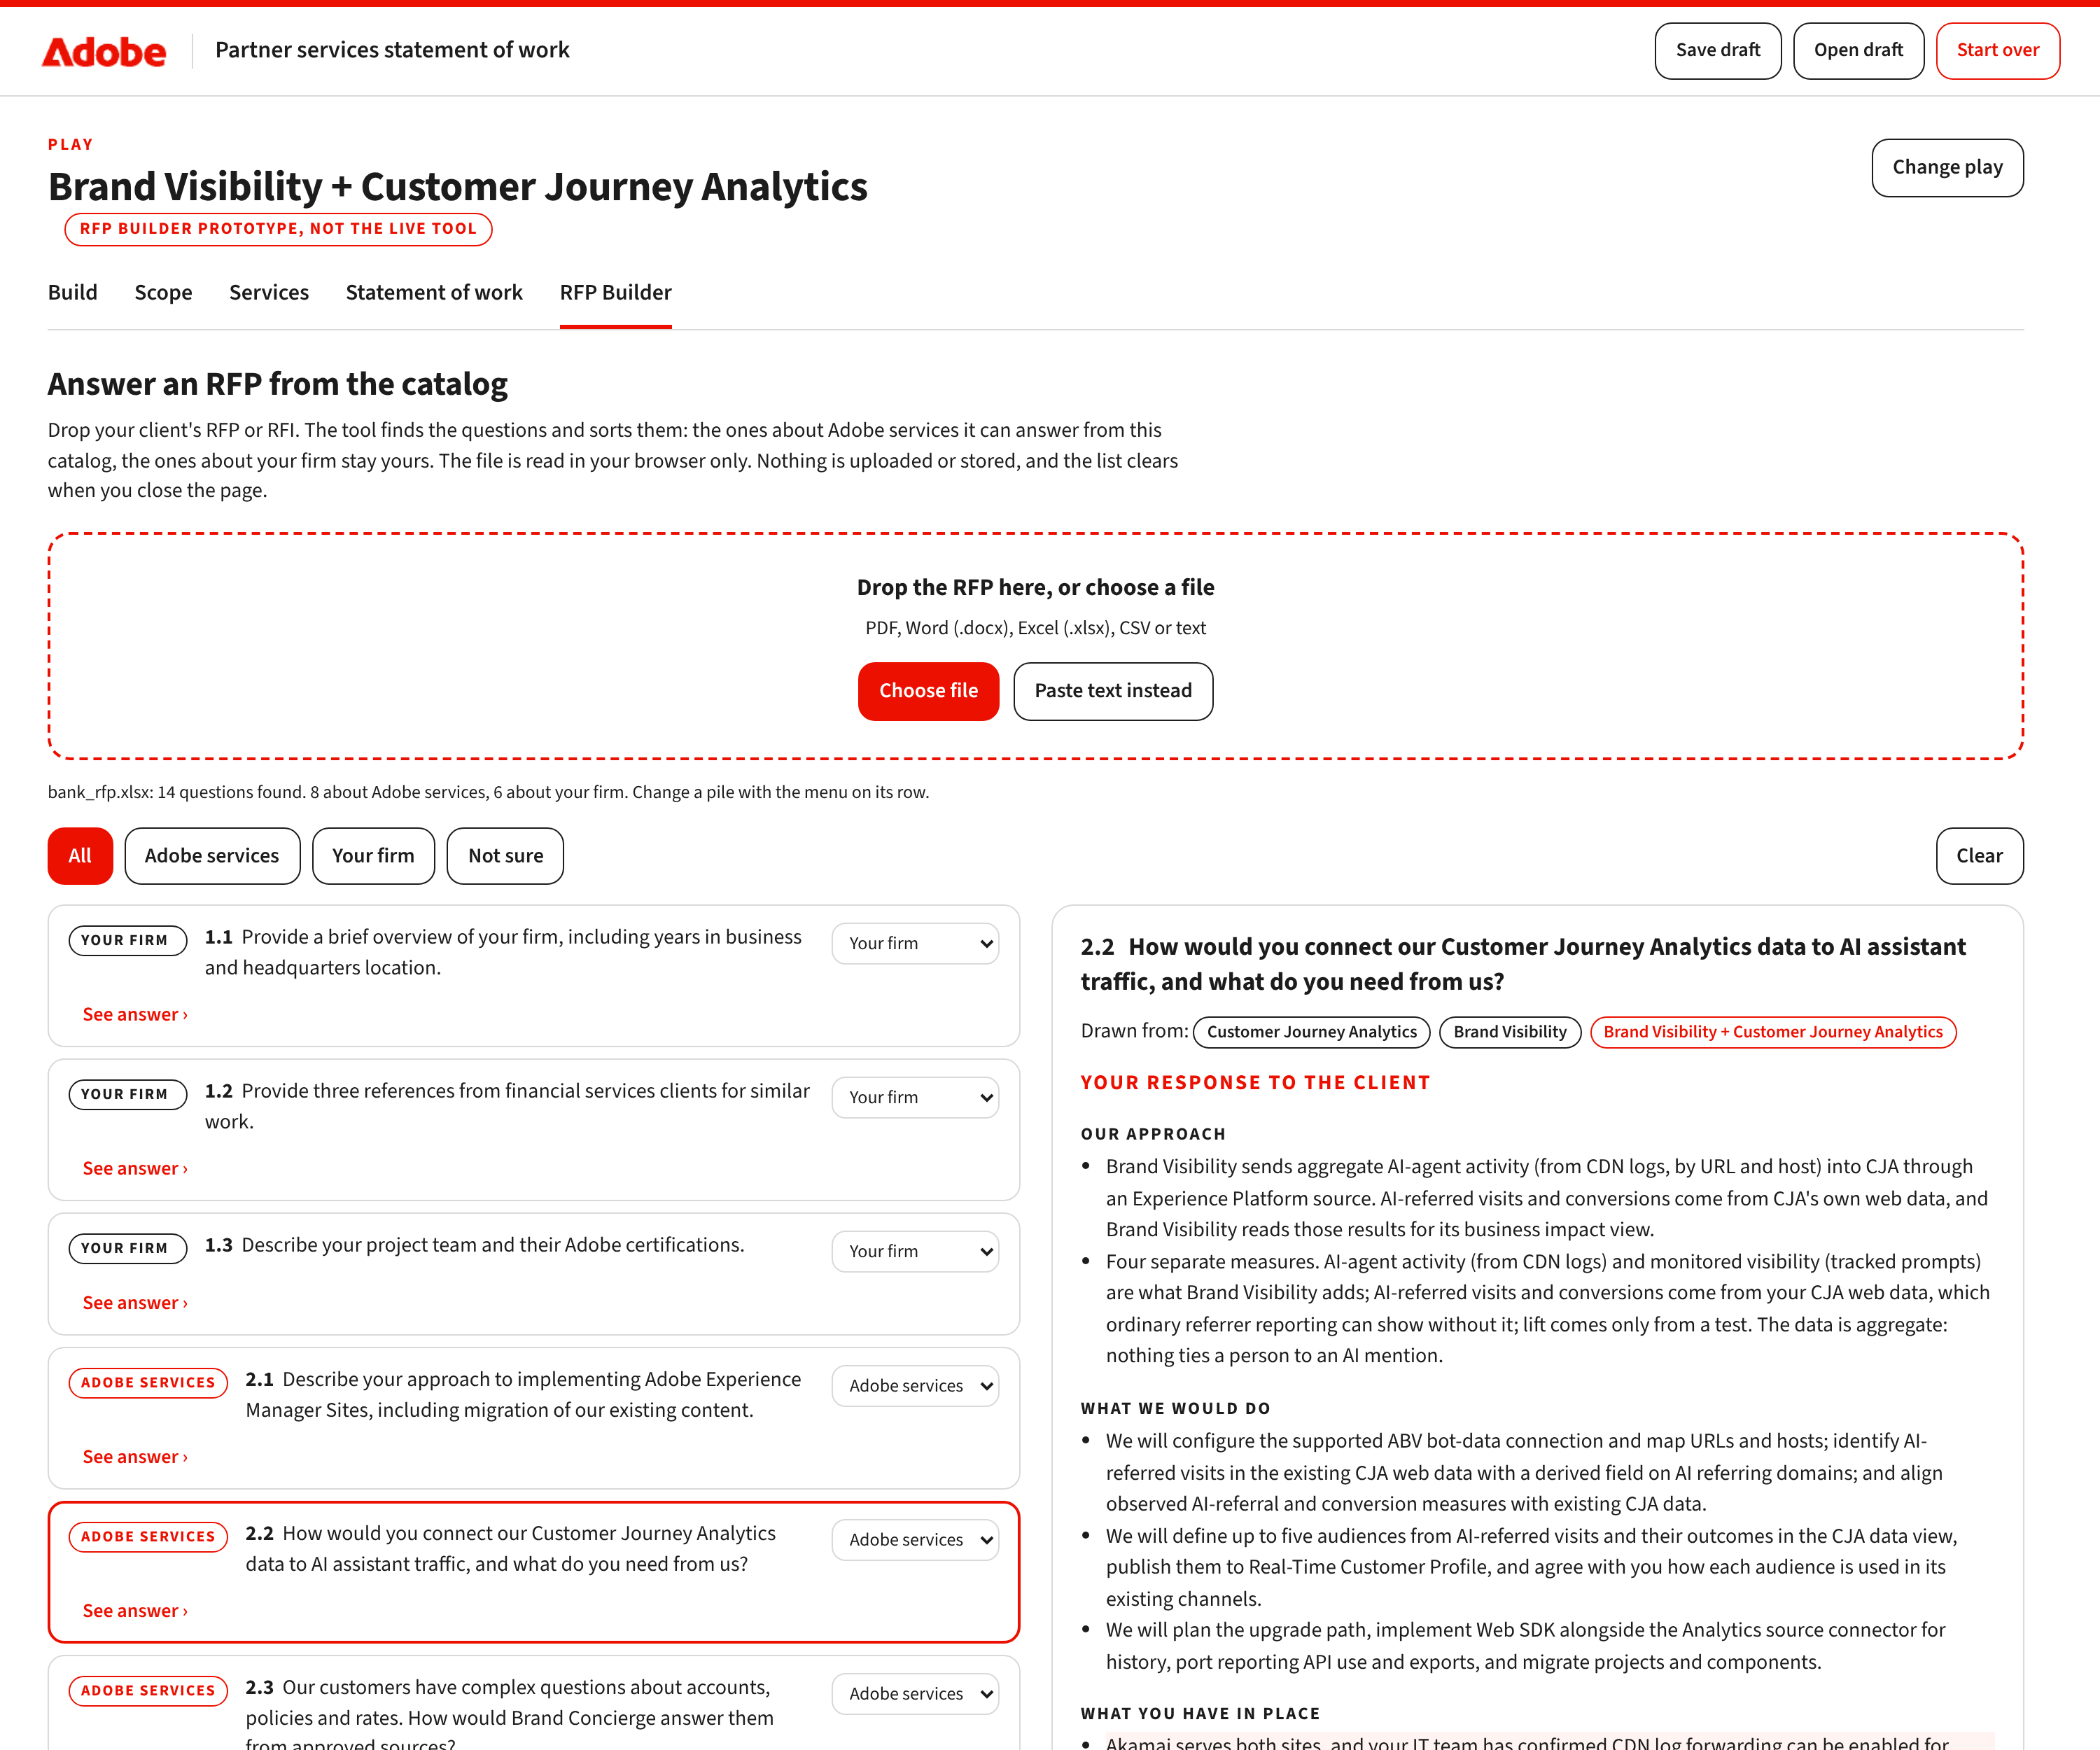 Adobe
Partner services statement of work
Save draft
Open draft
Start over
PLAY
Brand Visibility + Customer Journey Analytics
RFP BUILDER PROTOTYPE, NOT THE LIVE TOOL
Change play
Build
Scope
Services
Statement of work
RFP Builder
Answer an RFP from the catalog
Drop your client's RFP or RFI. The tool finds the questions and sorts them: the ones about Adobe services it can answer from this
catalog, the ones about your firm stay yours. The file is read in your browser only. Nothing is uploaded or stored, and the list clears
when you close the page.
Drop the RFP here, or choose a file
PDF, Word (.docx), Excel (.xlsx), CSV or text
Choose file
Paste text instead
bank_rfp.xlsx: 14 questions found. 8 about Adobe services, 6 about your firm. Change a pile with the menu on its row.
All
Adobe services
Your firm
Not sure
Clear
YOUR FIRM
1.1 Provide a brief overview of your firm, including years in business
and headquarters location.
Your firm
See answer ›
YOUR FIRM
1.2 Provide three references from financial services clients for similar
work.
Your firm
See answer ›
YOUR FIRM
1.3 Describe your project team and their Adobe certifications.
Your firm
See answer ›
ADOBE SERVICES
2.1 Describe your approach to implementing Adobe Experience
Manager Sites, including migration of our existing content.
Adobe services
See answer ›
ADOBE SERVICES
2.2 How would you connect our Customer Journey Analytics
data to AI assistant traffic, and what do you need from us?
Adobe services
See answer ›
ADOBE SERVICES
2.3 Our customers have complex questions about accounts,
policies and rates. How would Brand Concierge answer them
from approved sources?
Adobe services
2.2 How would you connect our Customer Journey Analytics data to AI assistant
traffic, and what do you need from us?
Drawn from: Customer Journey Analytics Brand Visibility Brand Visibility + Customer Journey Analytics
YOUR RESPONSE TO THE CLIENT
OUR APPROACH
• Brand Visibility sends aggregate AI-agent activity (from CDN logs, by URL and host) into CJA through
an Experience Platform source. AI-referred visits and conversions come from CJA's own web data, and
Brand Visibility reads those results for its business impact view.
• Four separate measures. AI-agent activity (from CDN logs) and monitored visibility (tracked prompts)
are what Brand Visibility adds; AI-referred visits and conversions come from your CJA web data, which
ordinary referrer reporting can show without it; lift comes only from a test. The data is aggregate:
nothing ties a person to an AI mention.
WHAT WE WOULD DO
• We will configure the supported ABV bot-data connection and map URLs and hosts; identify AI-
referred visits in the existing CJA web data with a derived field on AI referring domains; and align
observed AI-referral and conversion measures with existing CJA data.
• We will define up to five audiences from AI-referred visits and their outcomes in the CJA data view,
publish them to Real-Time Customer Profile, and agree with you how each audience is used in its
existing channels.
• We will plan the upgrade path, implement Web SDK alongside the Analytics source connector for
history, port reporting API use and exports, and migrate projects and components.
WHAT YOU HAVE IN PLACE
• Akamai serves both sites, and your IT team has confirmed CDN log forwarding can be enabled for